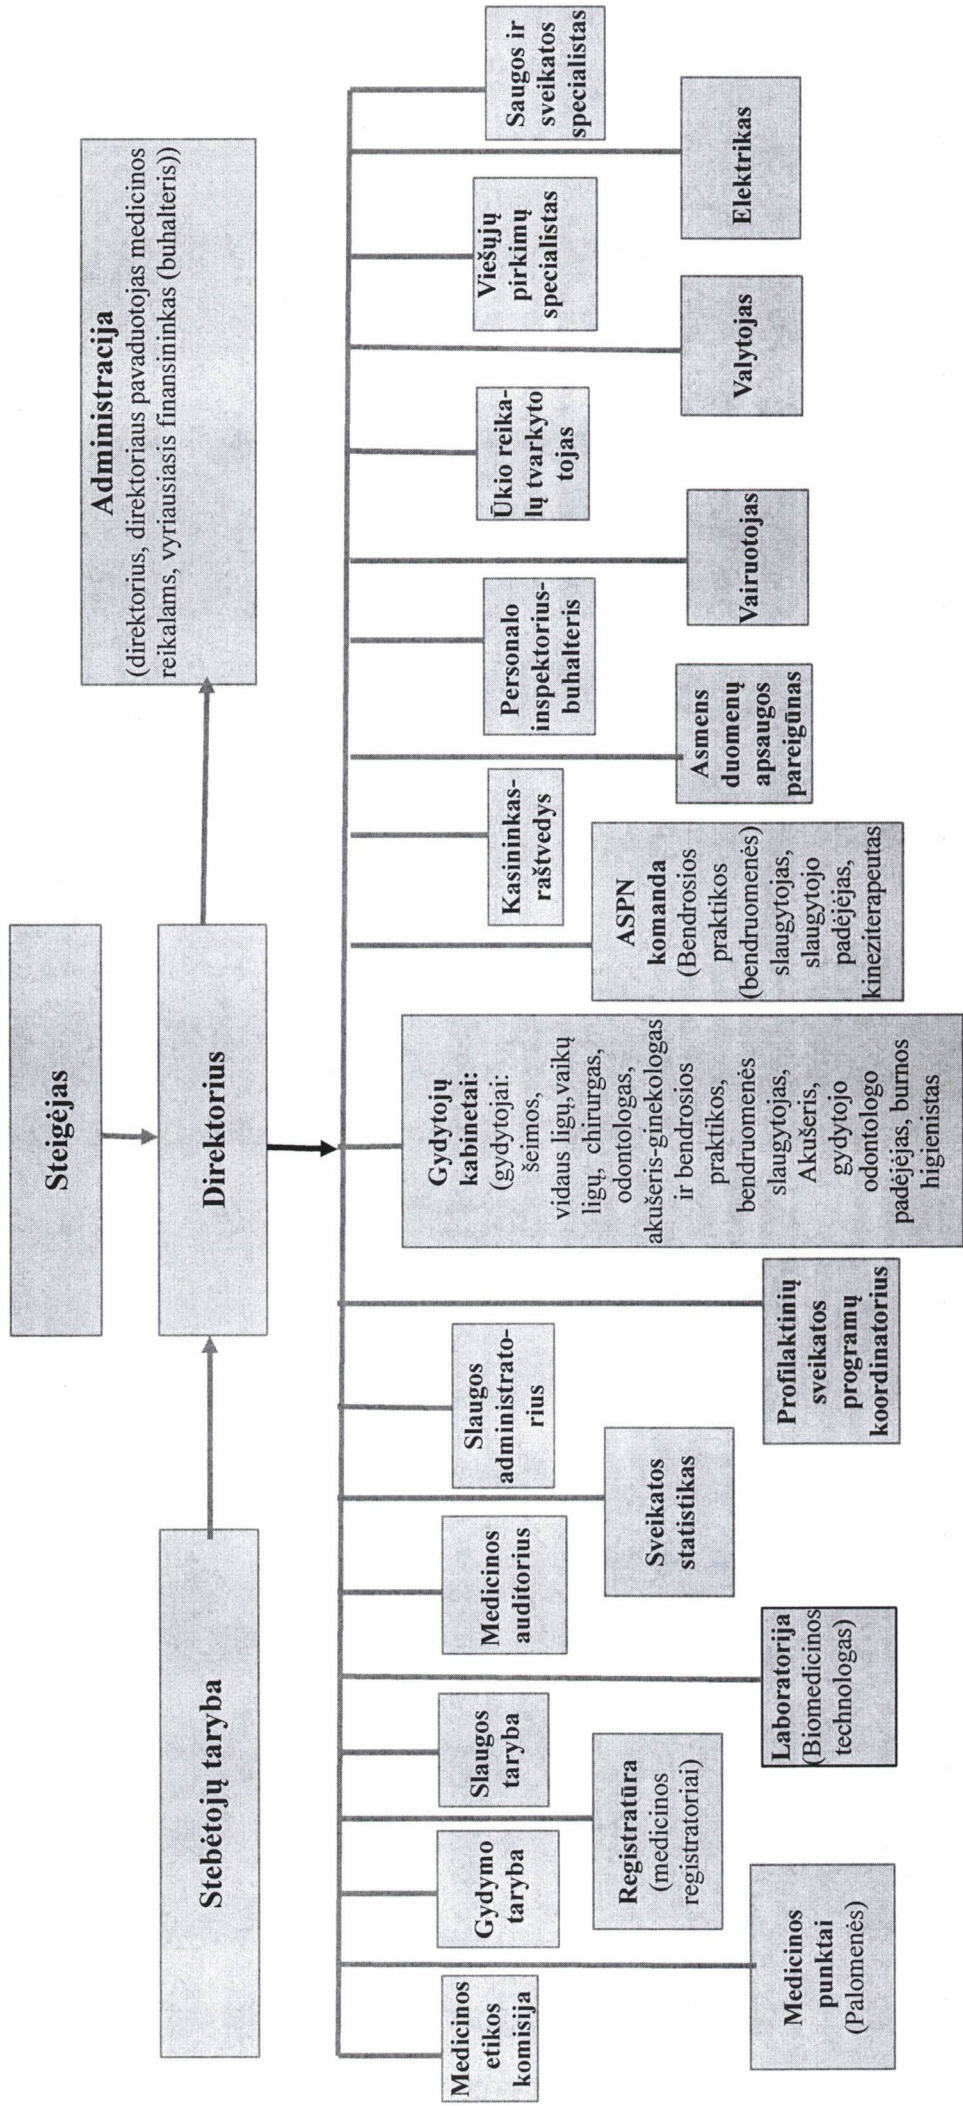 Steigėjas
Stebėtojų taryba
Direktorius
Administracija
(direktorius, direktoriaus pavaduotojas medicinos
reikalams, vyriausiasis finansininkas (buhalteris))
Medicinos
etikos
komisija
Gydymo
taryba
Slaugos
taryba
Medicinos
auditorius
Slaugos
administrato-
rius
Gydytojų
kabinetai:
(gydytojai:
šeimos,
vidaus ligų,vaikų
ligų, chirurgas,
odontologas,
akušeris-ginekologas
ir bendrosios
praktikos,
bendruomenės
slaugytojas,
Akušeris,
gydytojo
odontologo
padėjėjas, burnos
higienistas
Kasininkas-
raštvedys
Personalo
inspektorius-
buhalteris
Ūkio reika-
lų tvarkyto
tojas
Viešųjų
pirkimų
specialistas
Saugos ir
sveikatos
specialistas
Medicinos
punktai
(Palomenės)
Registratūra
(medicinos
registratoriai)
Laboratorija
(Biomedicinos
technologas)
Sveikatos
statistikas
Profilaktinių
sveikatos
programų
koordinatorius
ASPN
komanda
(Bendrosios
praktikos
(bendruomenės)
slaugytojas,
slaugytojo
padėjėjas,
kineziterapeutas
Asmens
duomenų
apsaugos
pareigūnas
Vairuotojas
Valytojas
Elektrikas